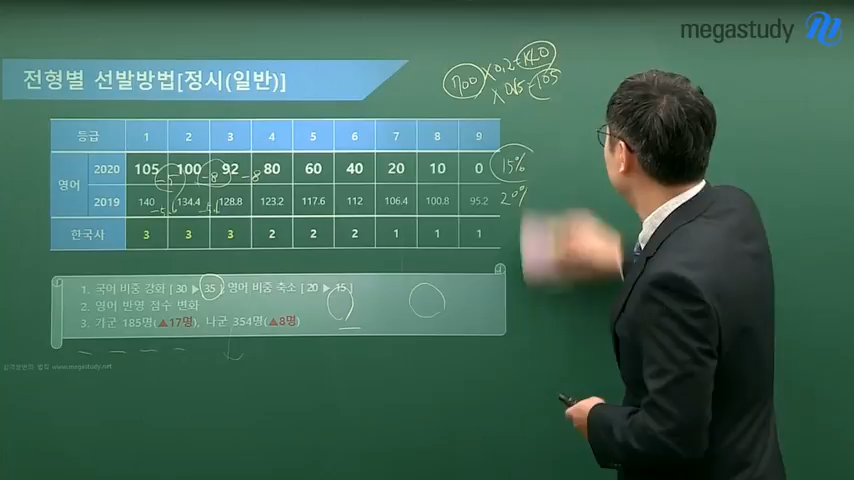 megastudy
전형별 선발방법[정시(일반)]
700 × 0.2 = 140
× 0.15 = 105
등급 1 2 3 4 5 6 7 8 9
영어 2020 105 100 92 80 60 40 20 10 0 15%
-5 -8 -8
2019 140 134.4 128.8 123.2 117.6 112 106.4 100.8 95.2 20%
-5. -5.
한국사 3 3 3 2 2 2 1 1 1
1. 국어 비중 강화 [ 30 ▶ 35 ] 영어 비중 축소 [ 20 ▶ 15 ]
2. 영어 반영 점수 변화
3. 가군 185명(▲17명), 나군 354명(▲8명)
www.megastudy.net